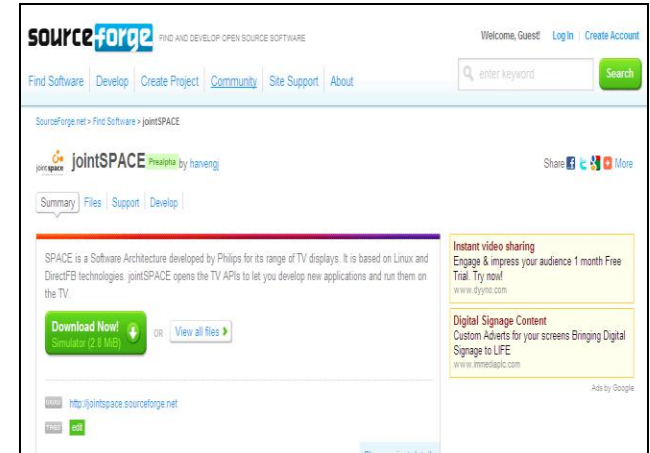 sourceforge FIND AND DEVELOP OPEN SOURCE SOFTWARE
Welcome, Guest! Log In | Create Account
Find Software Develop Create Project Community Site Support About
enter keyword Search
SourceForge.net > Find Software > jointSPACE
joint space jointSPACE Prealpha by hanengj
Share More
Summary Files Support Develop
SPACE is a Software Architecture developed by Philips for its range of TV displays. It is based on Linux and
DirectFB technologies. jointSPACE opens the TV APIs to let you develop new applications and run them on
the TV.
Download Now!
Simulator (2.8 MiB)
OR View all files
http://jointspace.sourceforge.net
edit
Instant video sharing
Engage & impress your audience 1 month Free
Trial. Try now!
www.dyyno.com
Digital Signage Content
Custom Adverts for your screens Bringing Digital
Signage to LIFE
www.immediaplc.com
Ads by Google